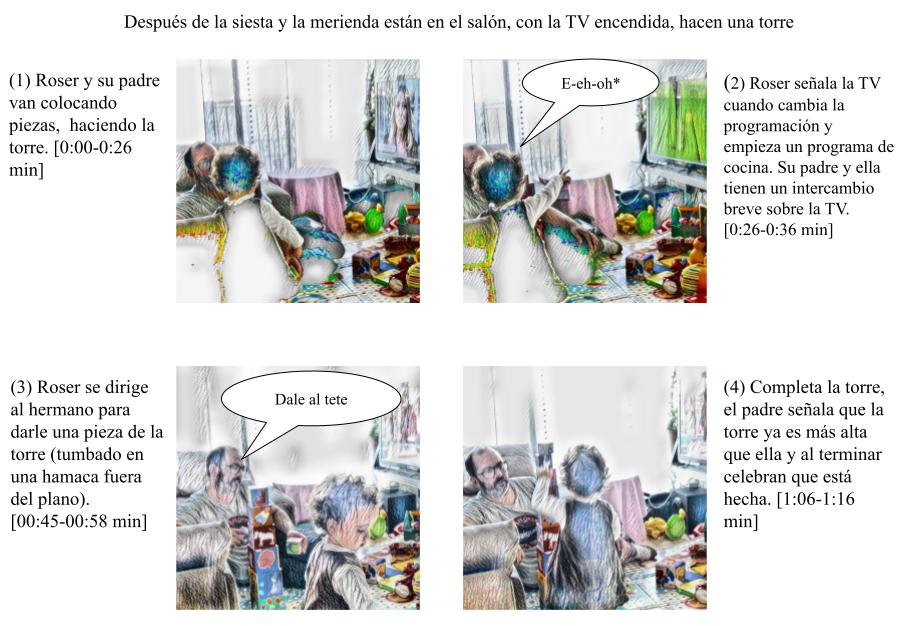 Después de la siesta y la merienda están en el salón, con la TV encendida, hacen una torre
(1) Roser y su padre
van colocando
piezas, haciendo la
torre. [0:00-0:26
min]
E-eh-oh*
(2) Roser señala la TV
cuando cambia la
programación y
empieza un programa de
cocina. Su padre y ella
tienen un intercambio
breve sobre la TV.
[0:26-0:36 min]
(3) Roser se dirige
al hermano para
darle una pieza de la
torre (tumbado en
una hamaca fuera
del plano).
[00:45-00:58 min]
Dale al tete
(4) Completa la torre,
el padre señala que la
torre ya es más alta
que ella y al terminar
celebran que está
hecha. [1:06-1:16
min]